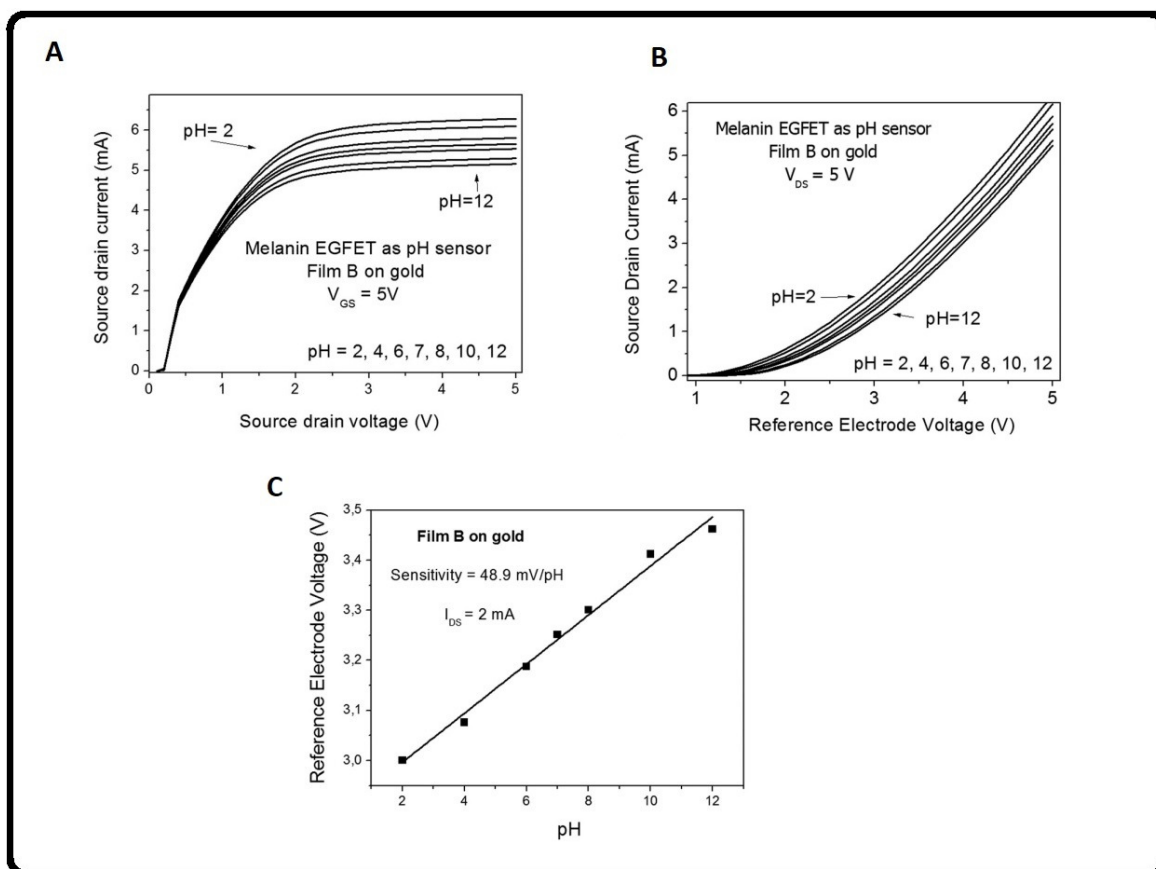 A
Source drain current (mA)
6
5
4
3
2
1
0
pH= 2
pH=12
Melanin EGFET as pH sensor
Film B on gold
VGS = 5V
pH = 2, 4, 6, 7, 8, 10, 12
0 1 2 3 4 5
Source drain voltage (V)
B
Source Drain Current (mA)
6
5
4
3
2
1
0
Melanin EGFET as pH sensor
Film B on gold
VDS = 5 V
pH=2
pH=12
pH = 2, 4, 6, 7, 8, 10, 12
1 2 3 4 5
Reference Electrode Voltage (V)
C
Reference Electrode Voltage (V)
3,5
3,4
3,3
3,2
3,1
3,0
Film B on gold
Sensitivity = 48.9 mV/pH
IDS = 2 mA
2 4 6 8 10 12
pH